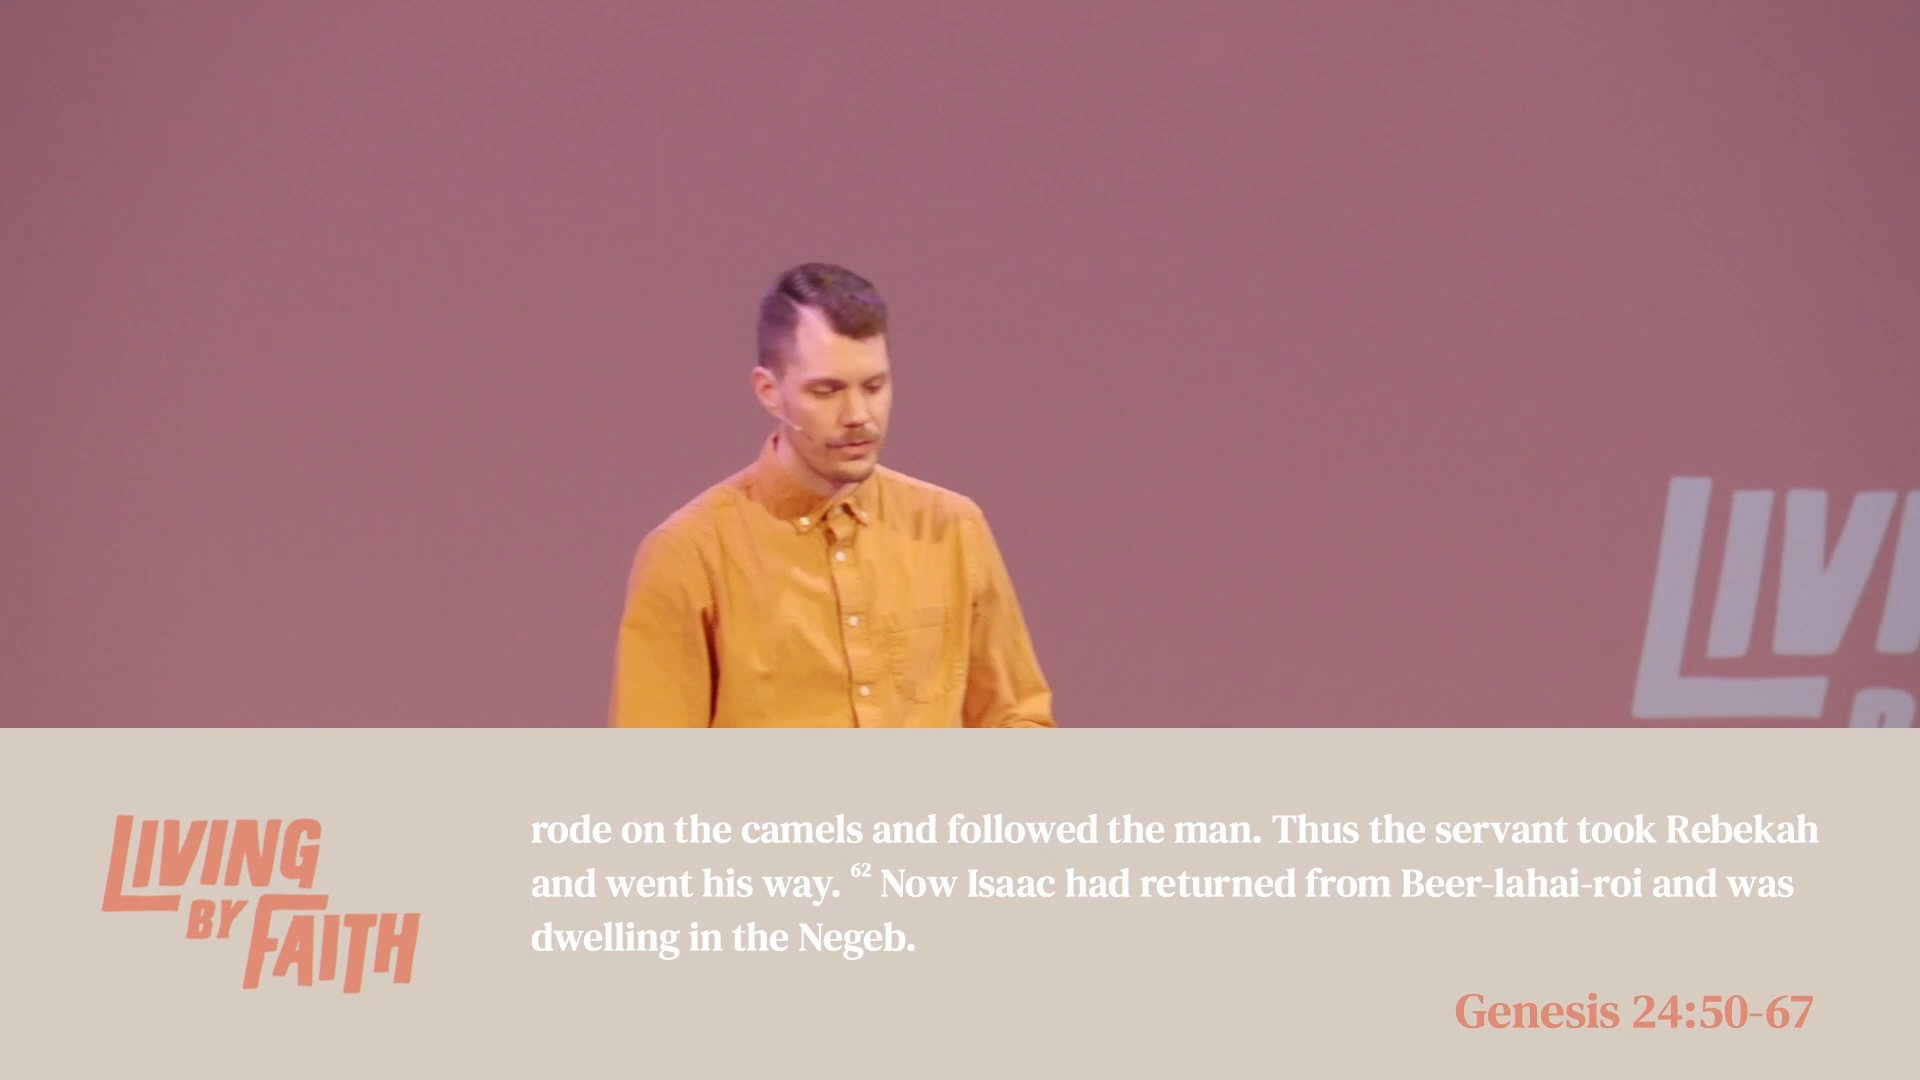 LIVI
LIVING
BY FAITH
rode on the camels and followed the man. Thus the servant took Rebekah
and went his way. ⁶² Now Isaac had returned from Beer-lahai-roi and was
dwelling in the Negeb.
Genesis 24:50-67